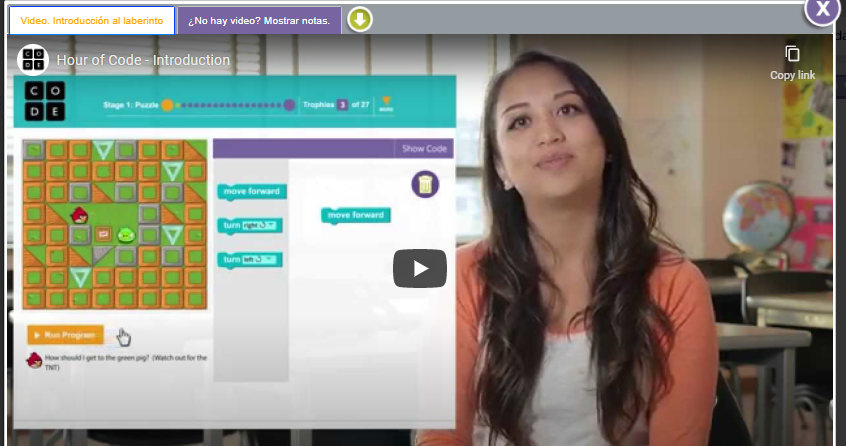 Video. Introducción al laberinto
¿No hay video? Mostrar notas.
X
CO
DE
Hour of Code - Introduction
Copy link
C O
D E
Stage 1: Puzzle
Trophies 3 of 27
MORE
Show Code
move forward
move forward
turn right
turn left
Run Program
How should I get to the green pig? (Watch out for the
TNT)